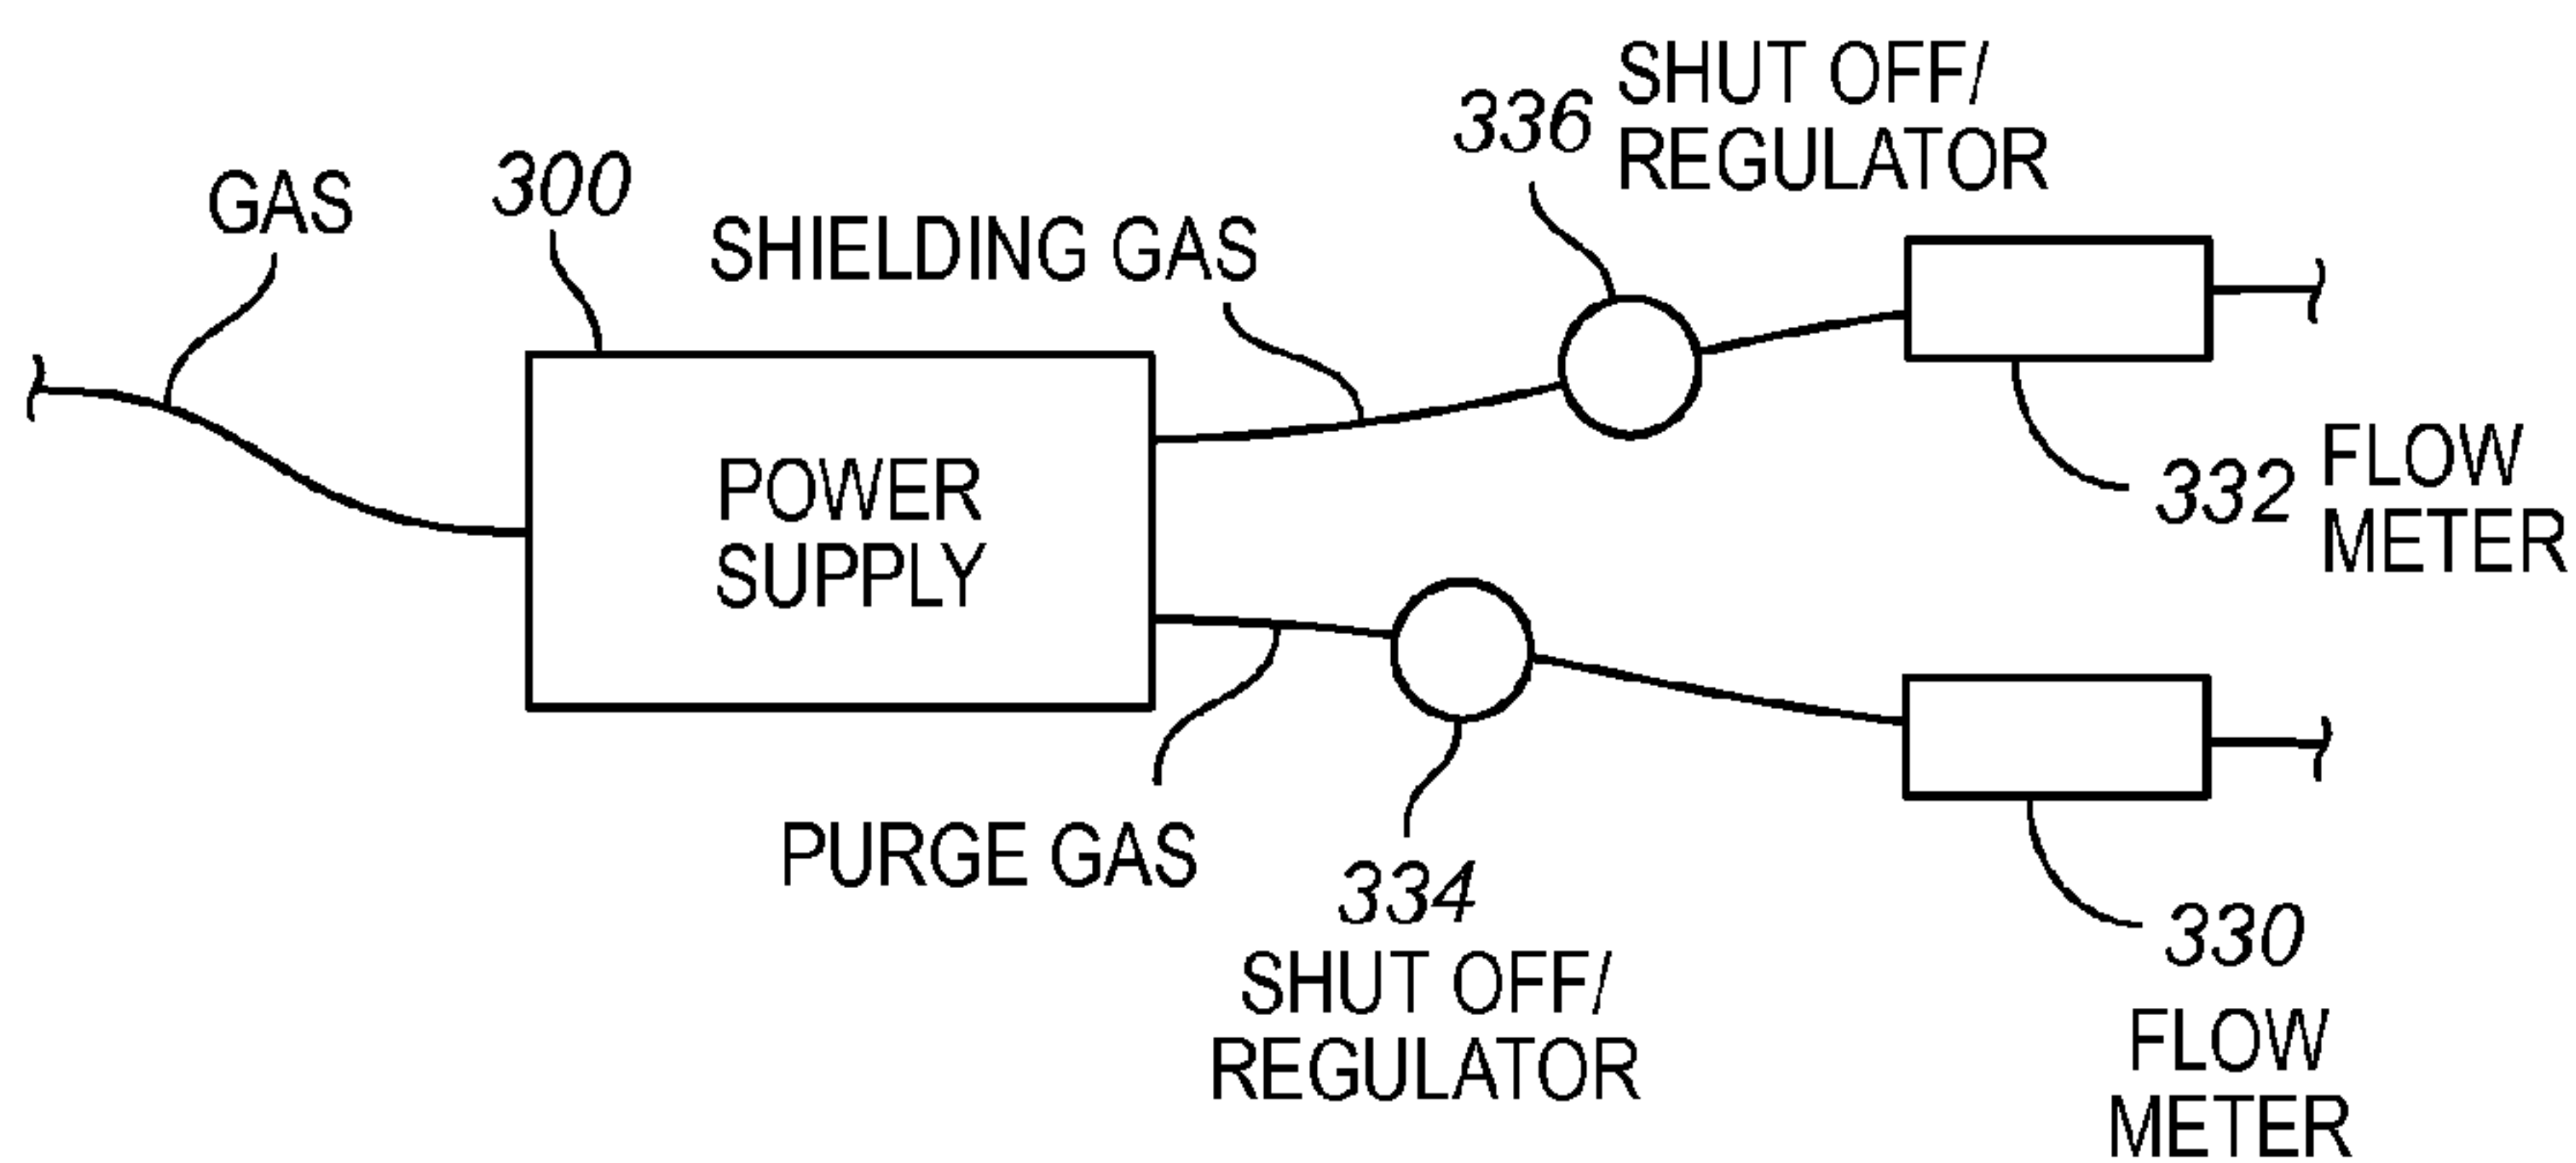 336
SHUT OFF/
REGULATOR
GAS
300
SHIELDING GAS
POWER
SUPPLY
332
FLOW
METER
PURGE GAS
334
SHUT OFF/
REGULATOR
330
FLOW
METER